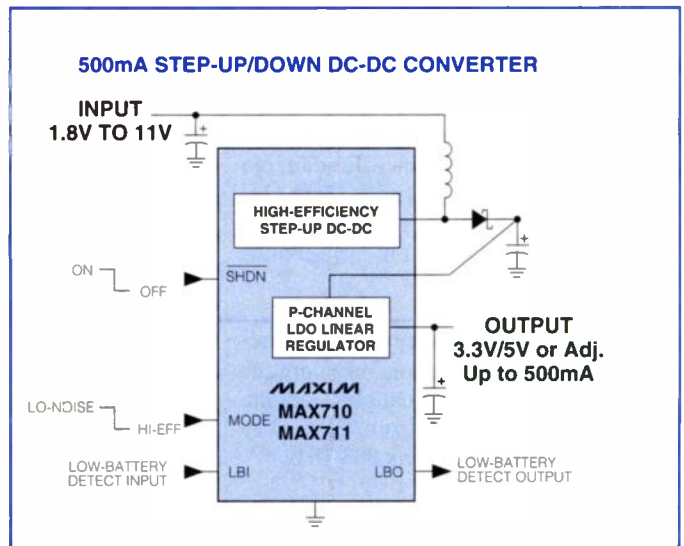 500mA STEP-UP/DOWN DC-DC CONVERTER
INPUT
1.8V TO 11V
HIGH-EFFICIENCY
STEP-UP DC-DC
ON
OFF
SHDN
P-CHANNEL
LDO LINEAR
REGULATOR
OUTPUT
3.3V/5V or Adj.
Up to 500mA
MAXIM
MAX710
MAX711
LO-NOISE
HI-EFF
MODE
LOW-BATTERY
DETECT INPUT
LBI
LBO
LOW-BATTERY
DETECT OUTPUT